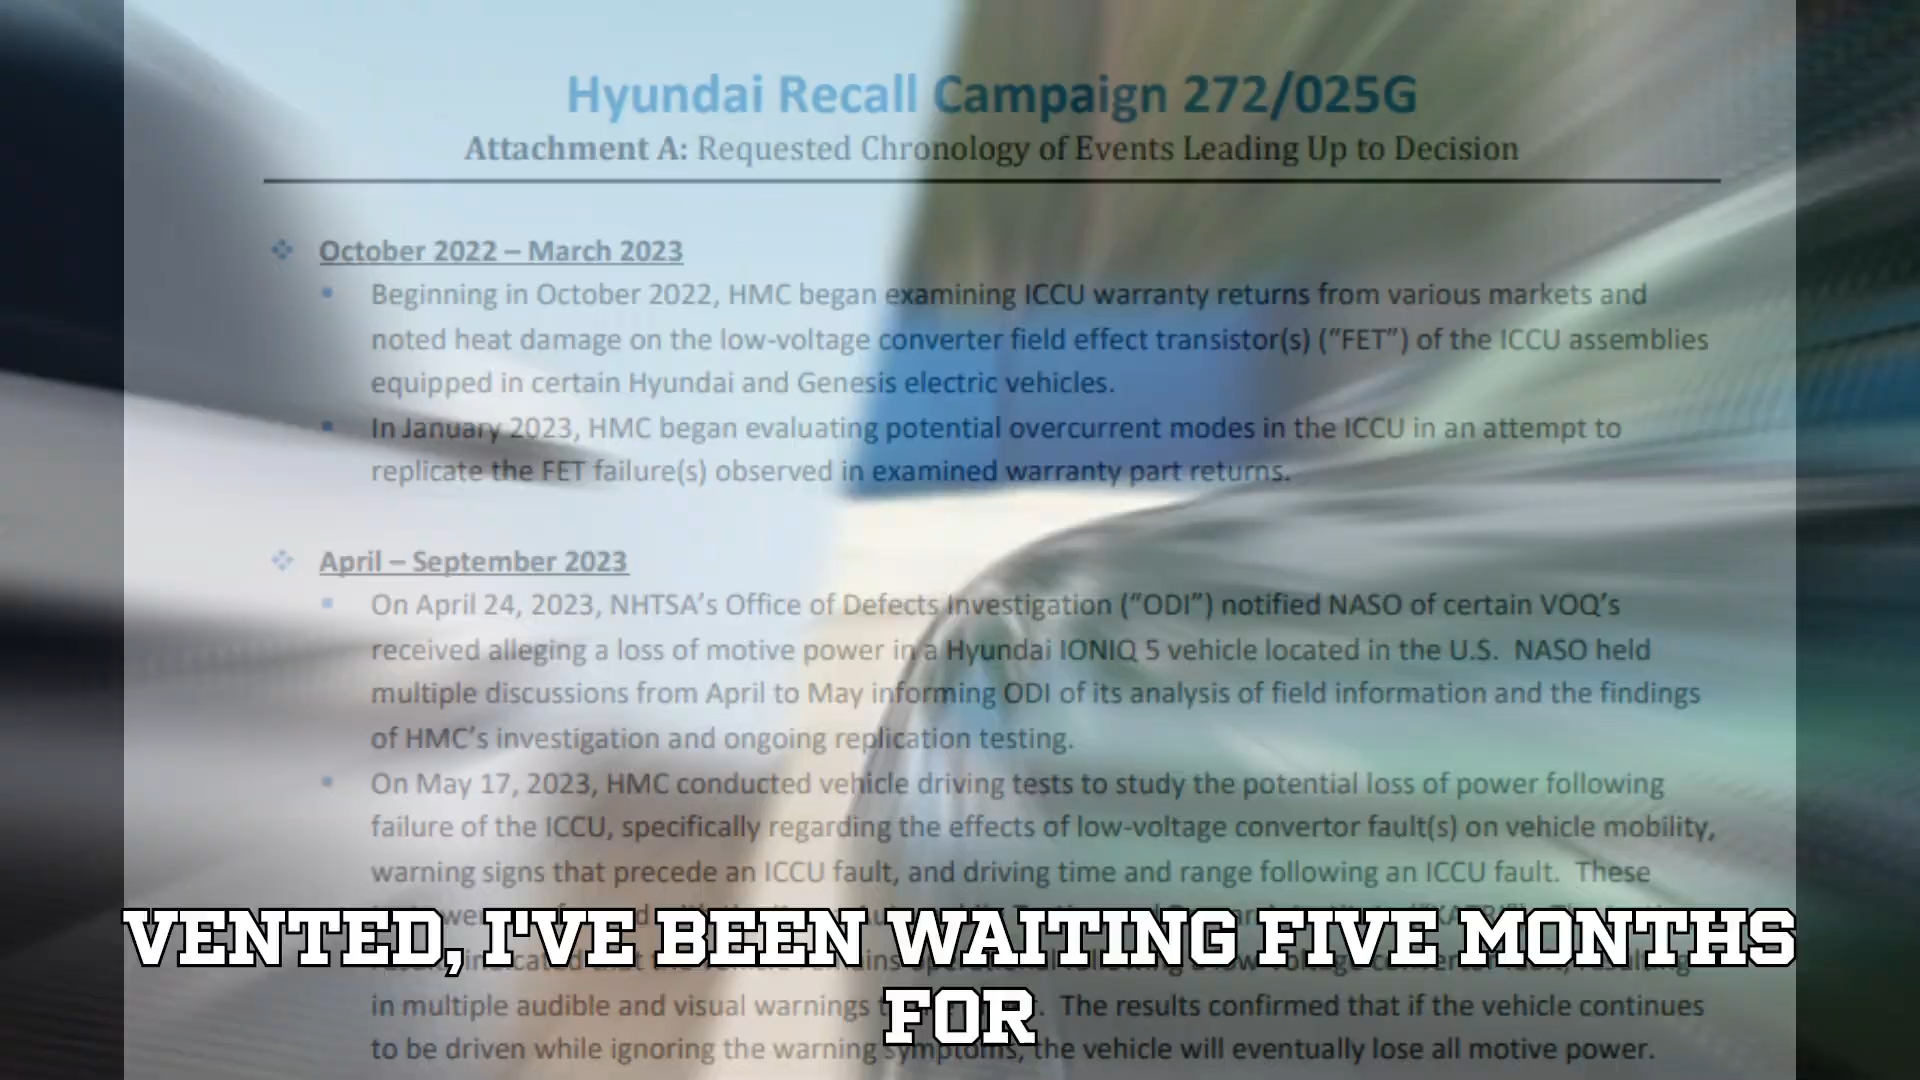 Hyundai Recall Campaign 272/025G
Attachment A: Requested Chronology of Events Leading Up to Decision
October 2022 – March 2023
Beginning in October 2022, HMC began examining ICCU warranty returns from various markets and
noted heat damage on the low-voltage converter field effect transistor(s) (“FET”) of the ICCU assemblies
equipped in certain Hyundai and Genesis electric vehicles.
In January 2023, HMC began evaluating potential overcurrent modes in the ICCU in an attempt to
replicate the FET failure(s) observed in examined warranty part returns.
April – September 2023
On April 24, 2023, NHTSA’s Office of Defects Investigation (“ODI”) notified NASO of certain VOQ’s
received alleging a loss of motive power in a Hyundai IONIQ 5 vehicle located in the U.S. NASO held
multiple discussions from April to May informing ODI of its analysis of field information and the findings
of HMC’s investigation and ongoing replication testing.
On May 17, 2023, HMC conducted vehicle driving tests to study the potential loss of power following
failure of the ICCU, specifically regarding the effects of low-voltage convertor fault(s) on vehicle mobility,
warning signs that precede an ICCU fault, and driving time and range following an ICCU fault. These
VENTED, I'VE BEEN WAITING FIVE MONTHS
FOR
in multiple audible and visual warnings The results confirmed that if the vehicle continues
to be driven while ignoring the warning symptoms, the vehicle will eventually lose all motive power.